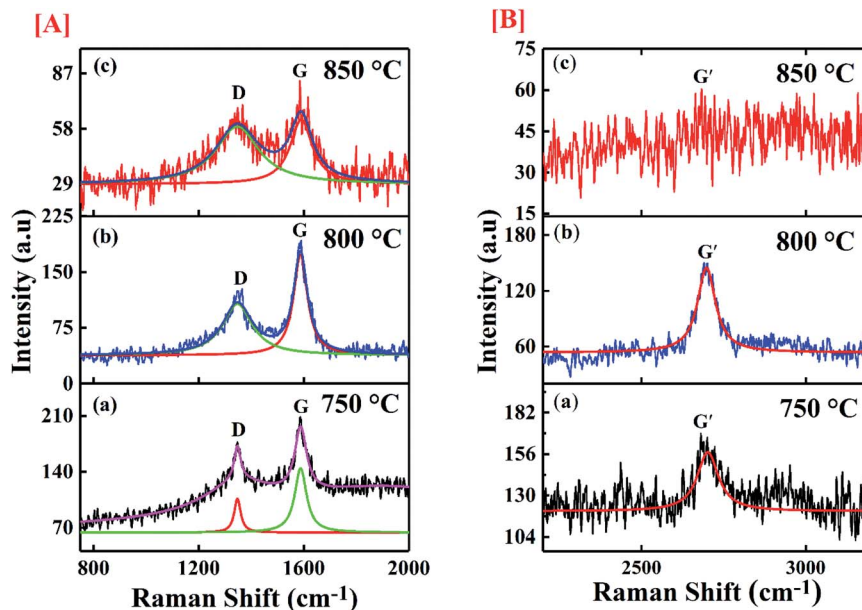 [A]
(c) 850 °C
D G
87
58
29
225
(b) 800 °C
D G
150
75
0
(a) 750 °C
D G
210
140
70
800 1200 1600 2000
Raman Shift (cm-1)
Intensity (a.u)
[B]
75
(c) 850 °C
G′
60
45
30
15
180
(b) 800 °C
G′
120
60
182
(a) 750 °C
G′
156
130
104
2500 3000
Raman Shift (cm-1)
Intensity (a.u)